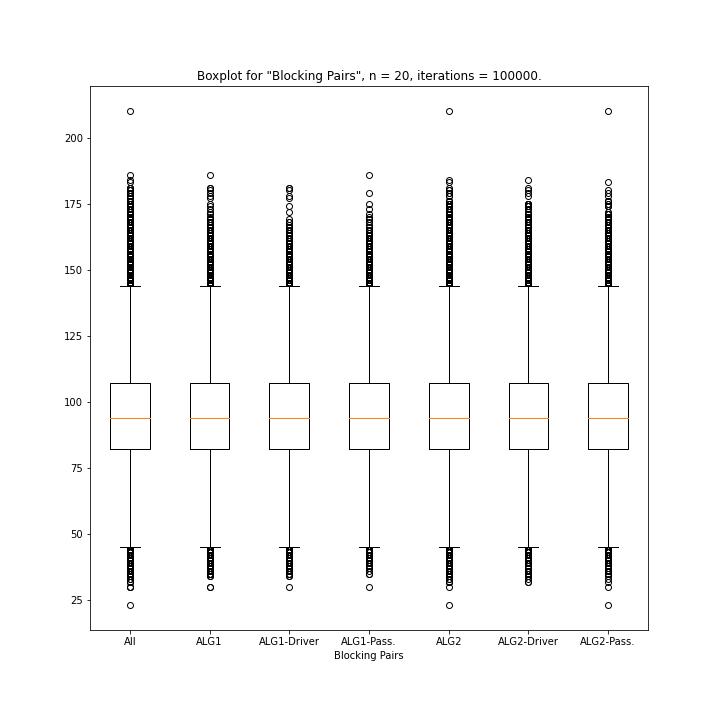 Boxplot for "Blocking Pairs", n = 20, iterations = 100000.
200
175
150
125
100
75
50
25
All ALG1 ALG1-Driver ALG1-Pass. ALG2 ALG2-Driver ALG2-Pass.
Blocking Pairs